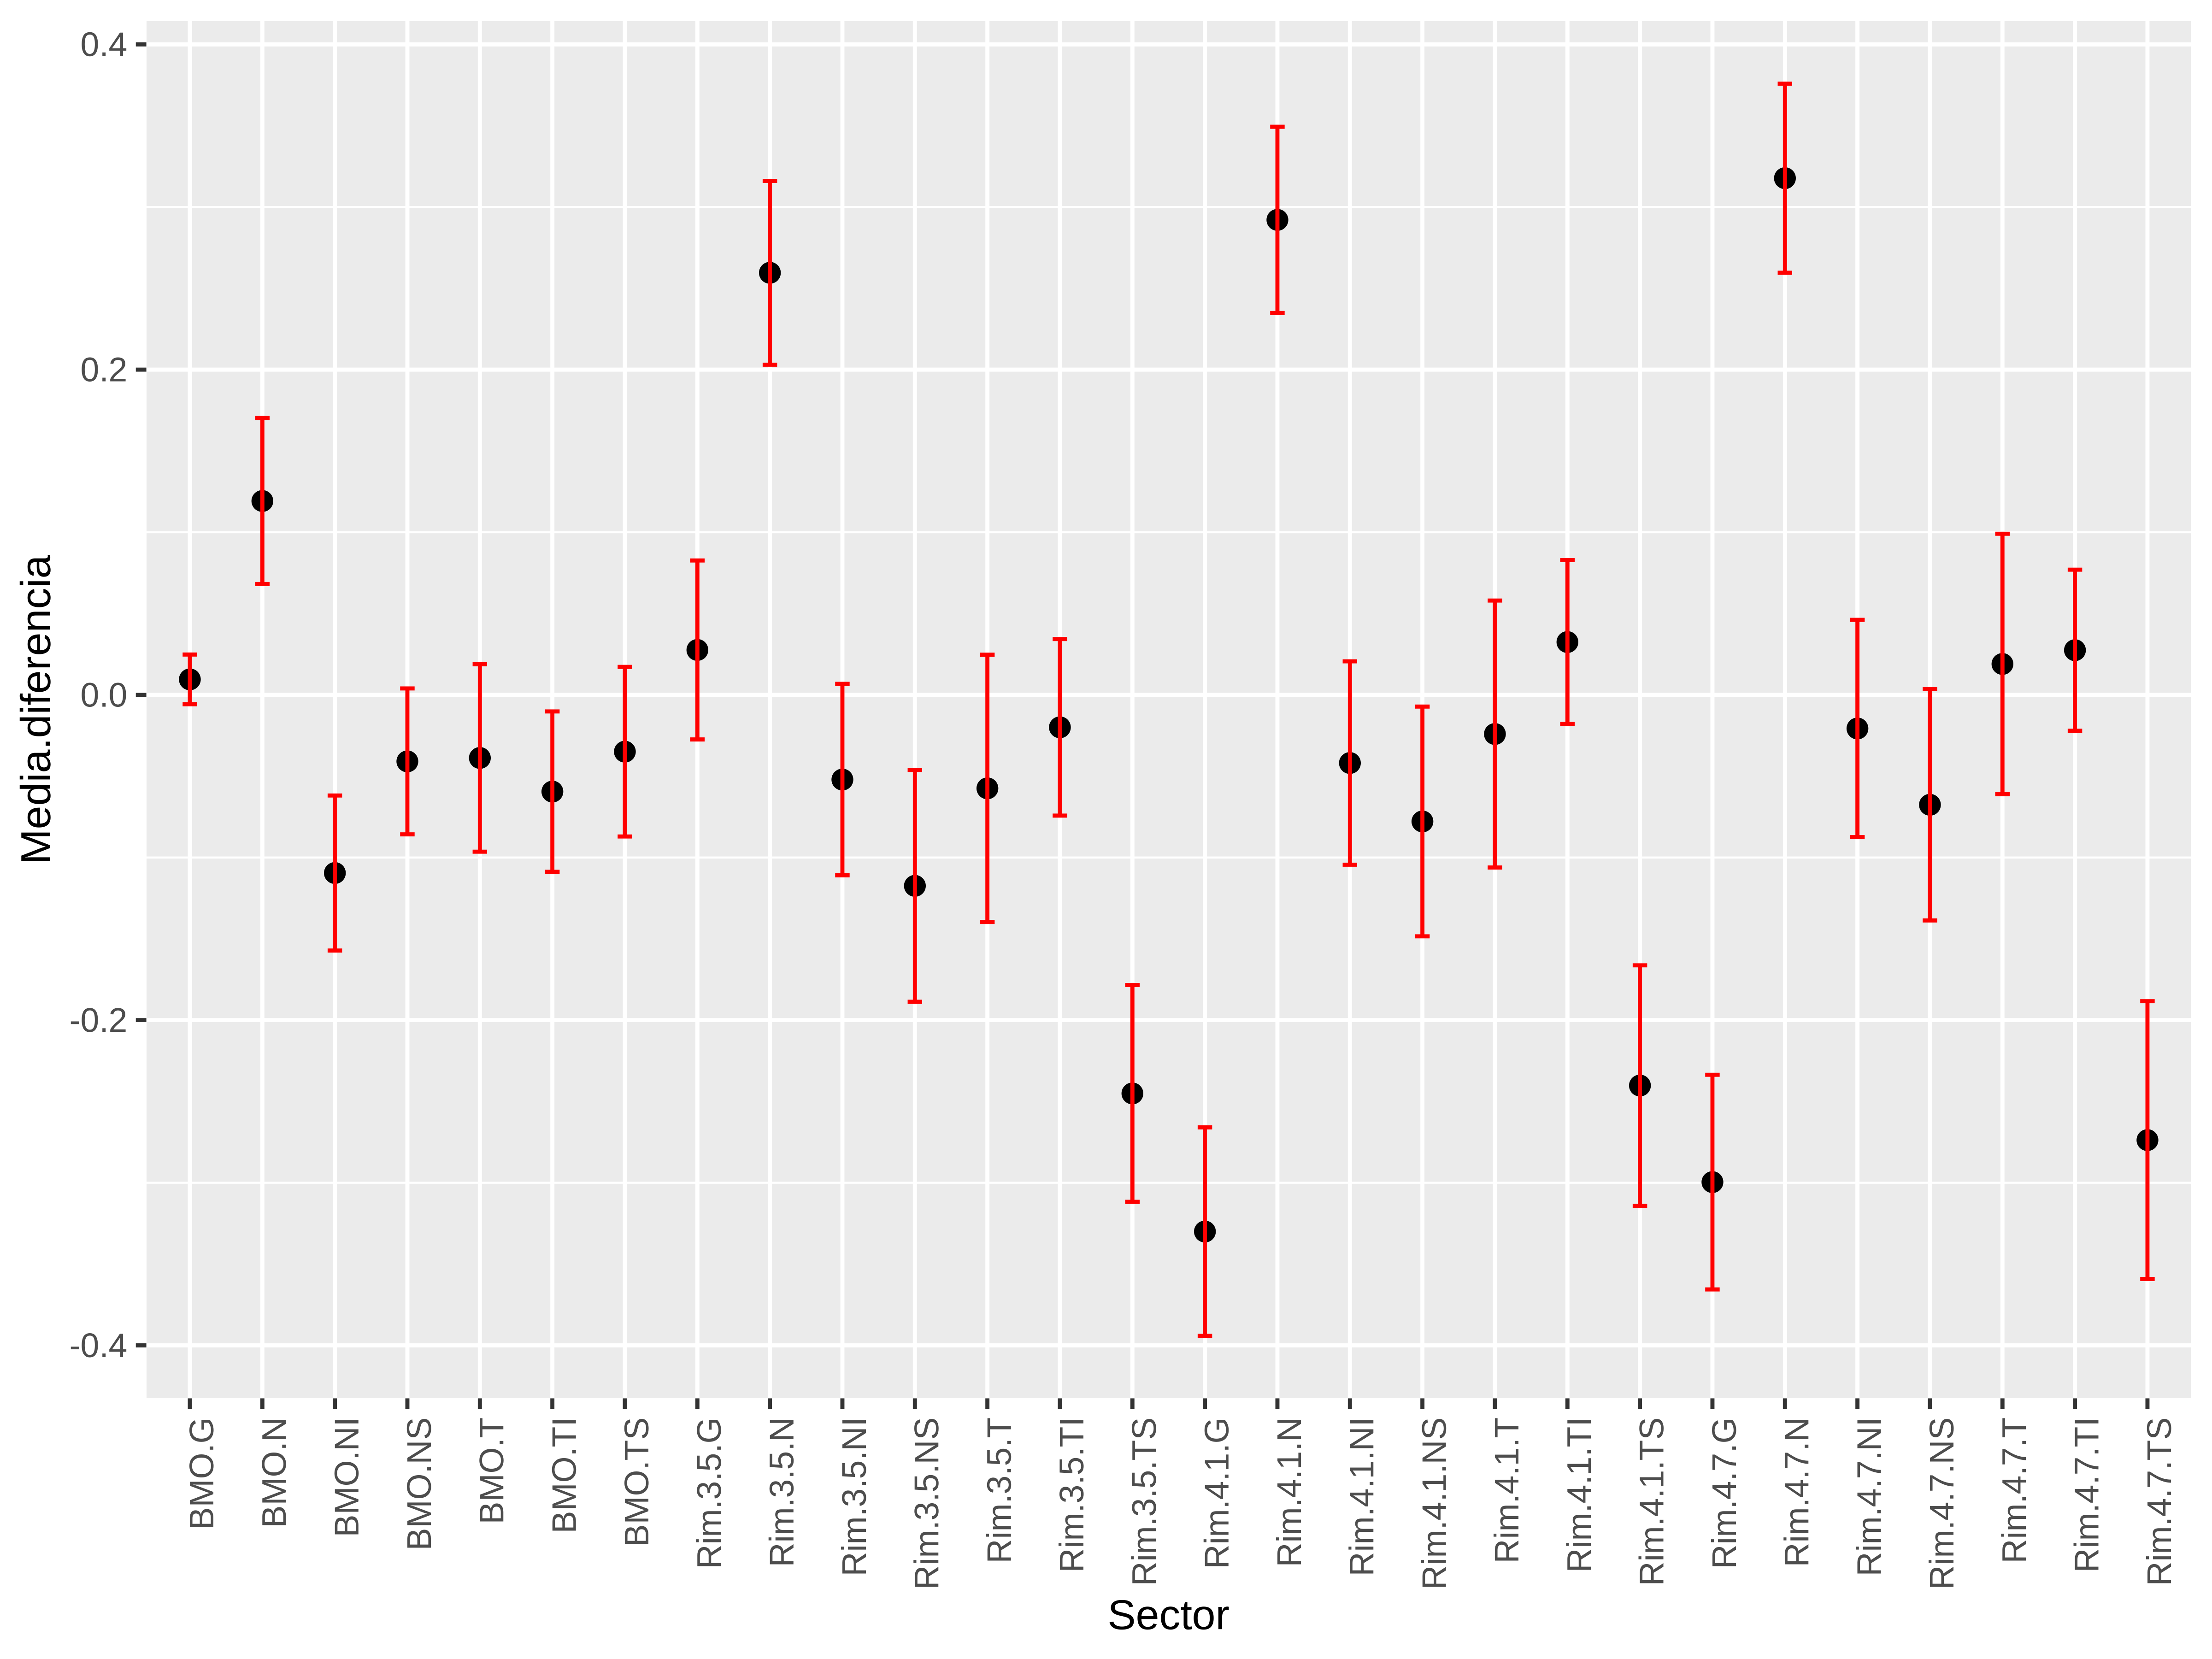 Media.diferencia
0.4
0.2
0.0
-0.2
-0.4
BMO.G
BMO.N
BMO.NI
BMO.NS
BMO.T
BMO.TI
BMO.TS
Rim.3.5.G
Rim.3.5.N
Rim.3.5.NI
Rim.3.5.NS
Rim.3.5.T
Rim.3.5.TI
Rim.3.5.TS
Rim.4.1.G
Rim.4.1.N
Rim.4.1.NI
Rim.4.1.NS
Rim.4.1.T
Rim.4.1.TI
Rim.4.1.TS
Rim.4.7.G
Rim.4.7.N
Rim.4.7.NI
Rim.4.7.NS
Rim.4.7.T
Rim.4.7.TI
Rim.4.7.TS
Sector